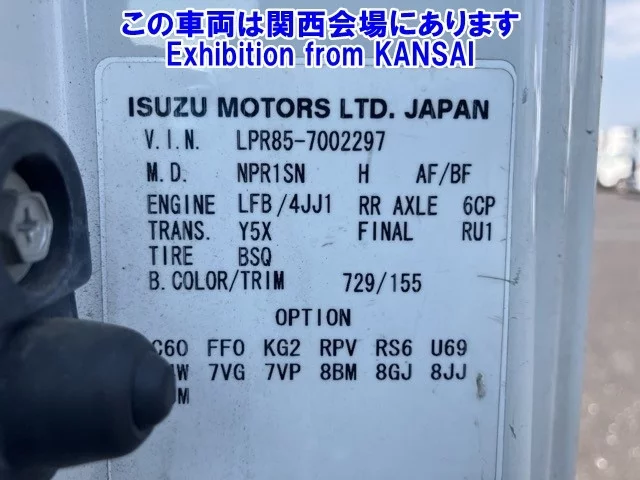 この車両は関西会場にあります
Exhibition from KANSAI
ISUZU MOTORS LTD. JAPAN
V.I.N. LPR85-7002297
M.D. NPR1SN H AF/BF
ENGINE LFB/4JJ1 RR AXLE 6CP
TRANS. Y5X FINAL RU1
TIRE BSQ
B.COLOR/TRIM 729/155
OPTION
FFO KG2 RPV RS6 U69
7VG 7VP 8BM 8GJ 8JJ